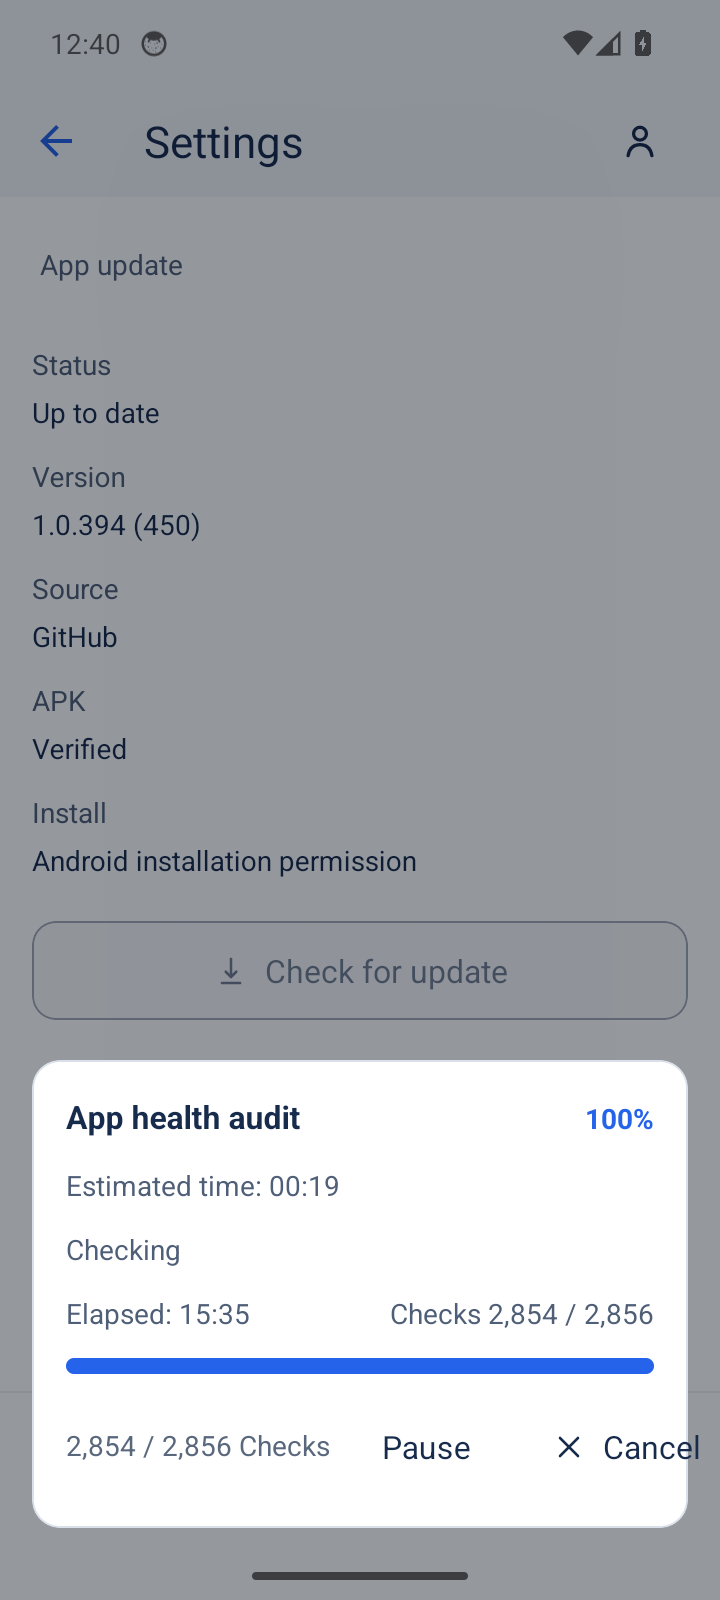 12:40
Settings
App update
Status
Up to date
Version
1.0.394 (450)
Source
GitHub
APK
Verified
Install
Android installation permission
Check for update
App health audit 100%
Estimated time: 00:19
Checking
Elapsed: 15:35 Checks 2,854 / 2,856
2,854 / 2,856 Checks Pause Cancel